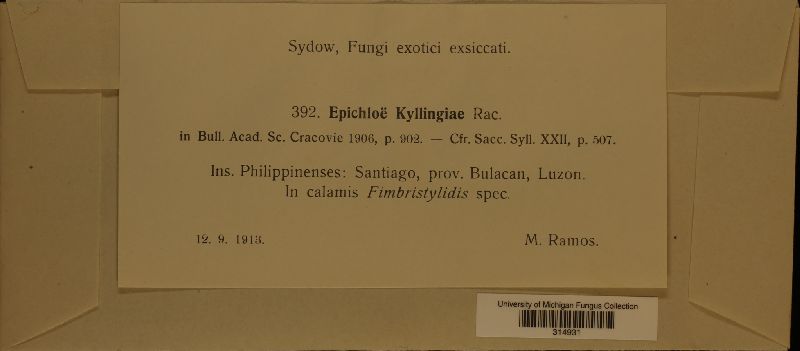 Sydow, Fungi exotici exsiccati.
392. Epichloë Kyllingiae Rac.
in Bull. Acad. Sc. Cracovie 1906, p. 902. — Cfr. Sacc. Syll. XXII, p. 507.
Ins. Philippinenses: Santiago, prov. Bulacan, Luzon.
In calamis Fimbristylidis spec.
12. 9. 1913. M. Ramos.
University of Michigan Fungus Collection
314931